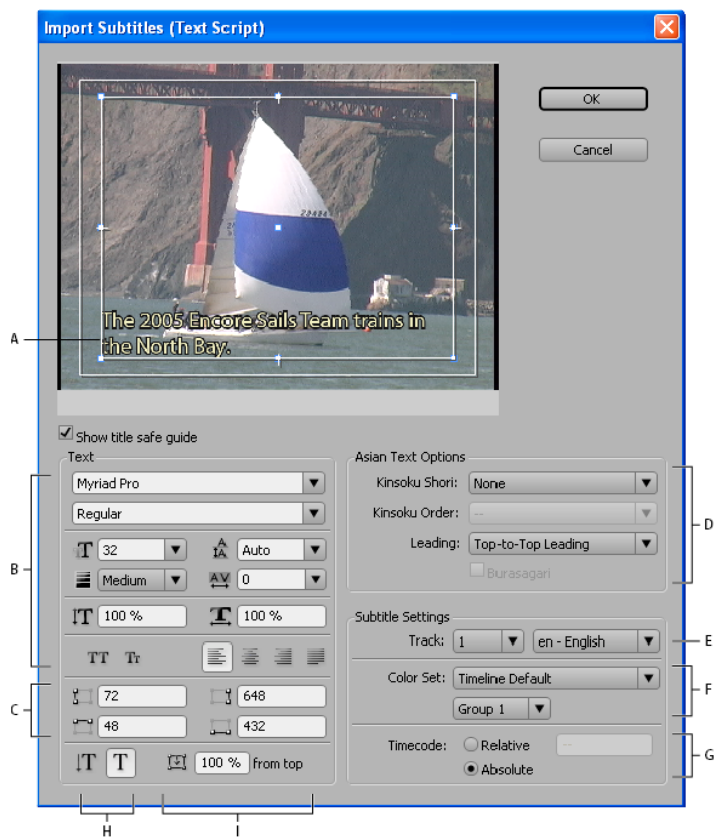 Import Subtitles (Text Script)
OK
Cancel
23484
The 2005 Encore Sails Team trains in
the North Bay.
A
Show title safe guide
Text
Myriad Pro
Regular
32
Auto
Medium
0
100 %
100 %
TT Tr
B
72
648
48
432
C
T T
100 % from top
H
I
Asian Text Options
Kinsoku Shori: None
Kinsoku Order: --
Leading: Top-to-Top Leading
Burasagari
D
Subtitle Settings
Track: 1 en - English
E
Color Set: Timeline Default
Group 1
F
Timecode: Relative --
Absolute
G